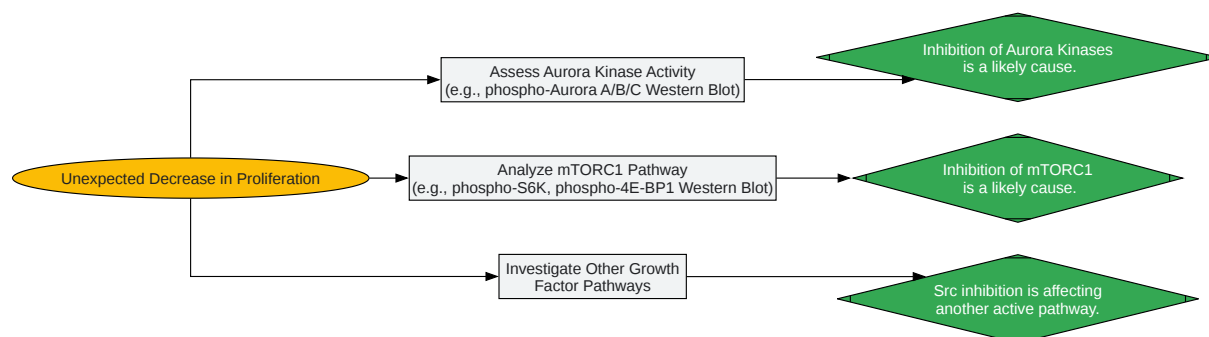 Unexpected Decrease in Proliferation
Assess Aurora Kinase Activity
(e.g., phospho-Aurora A/B/C Western Blot)
Inhibition of Aurora Kinases
is a likely cause.
Analyze mTORC1 Pathway
(e.g., phospho-S6K, phospho-4E-BP1 Western Blot)
Inhibition of mTORC1
is a likely cause.
Investigate Other Growth
Factor Pathways
Src inhibition is affecting
another active pathway.